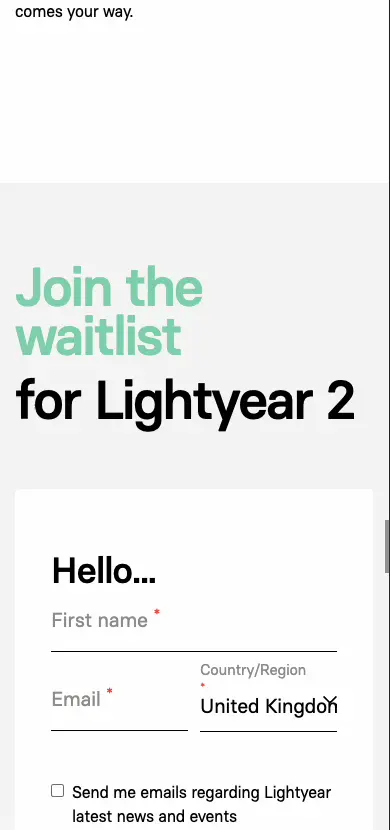 comes your way.
Join the
waitlist
for Lightyear 2
Hello...
First name *
Country/Region
*
Email *
United Kingdon
Send me emails regarding Lightyear
latest news and events